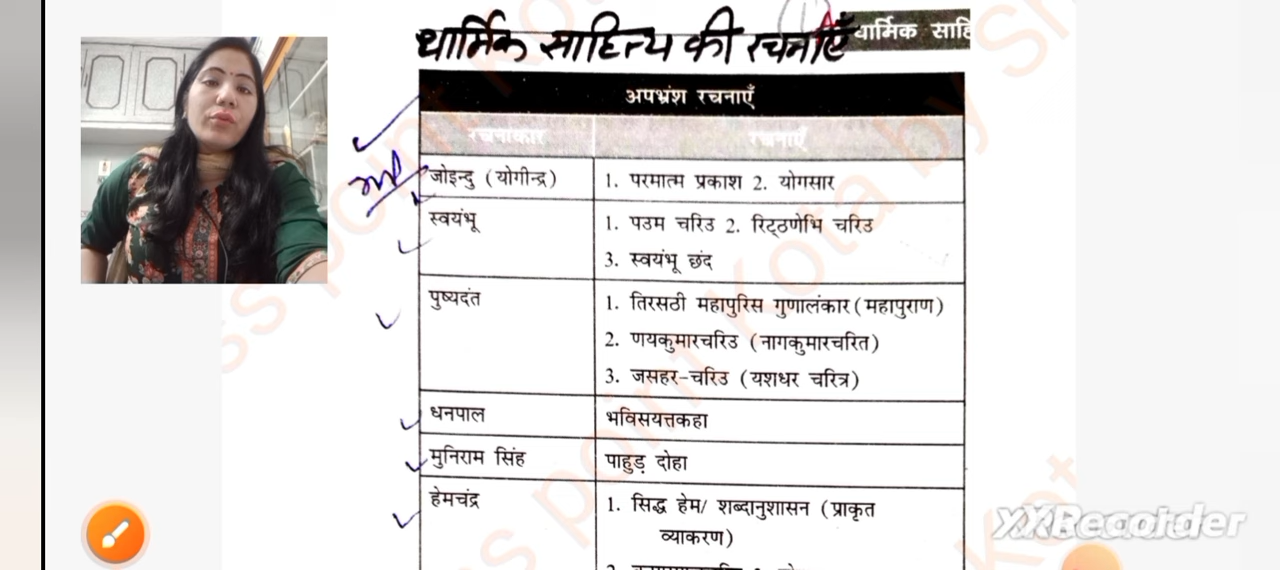 धार्मिक साहित्य की रचनाएँ
धार्मिक साहि
अपभ्रंश रचनाएँ
रचनाकार रचनाएँ
जोइन्दु (योगीन्द्र) 1. परमात्म प्रकाश 2. योगसार
स्वयंभू 1. पउम चरिउ 2. रिट्ठणेभि चरिउ
3. स्वयंभू छंद
पुष्यदंत 1. तिरसठी महापुरिस गुणालंकार (महापुराण)
2. णयकुमारचरिउ (नागकुमारचरित)
3. जसहर-चरिउ (यशधर चरित्र)
धनपाल भविसयत्तकहा
मुनिराम सिंह पाहुड़ दोहा
हेमचंद्र 1. सिद्ध हेम/ शब्दानुशासन (प्राकृत
व्याकरण)
XXRecorder